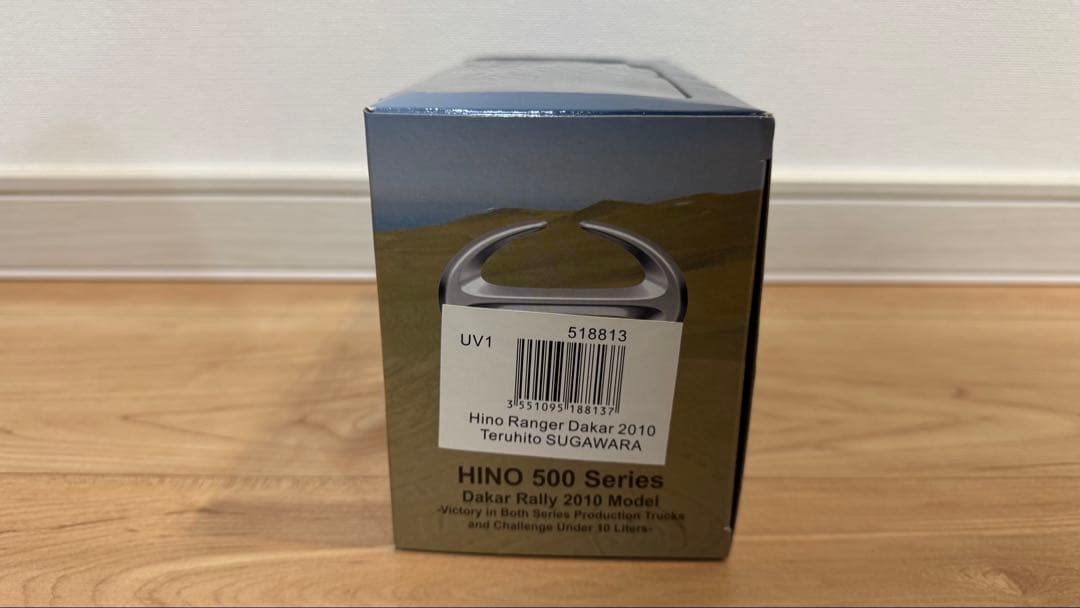 UV1 518813
3 551095 188137
Hino Ranger Dakar 2010
Teruhito SUGAWARA
HINO 500 Series
Dakar Rally 2010 Model
-Victory in Both Series Production Trucks
and Challenge Under 10 Liters-